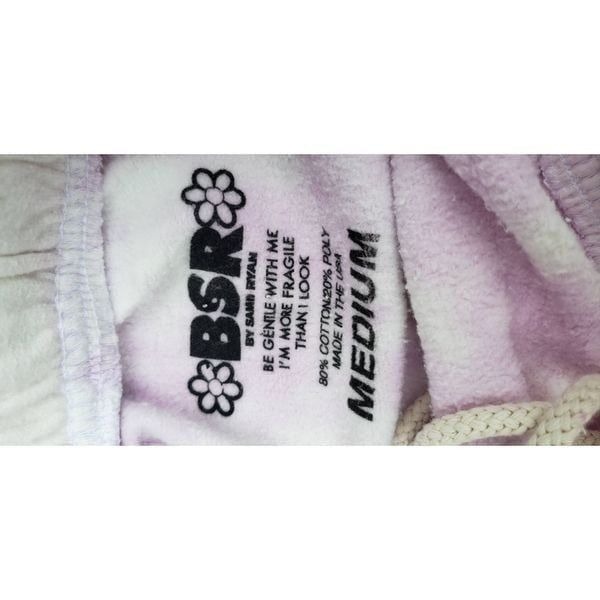 BSR
BY SAMII RYAN
BE GENTLE WITH ME
I'M MORE FRAGILE
THAN I LOOK
80% COTTON/20% POLY
MADE IN THE USA
MEDIUM